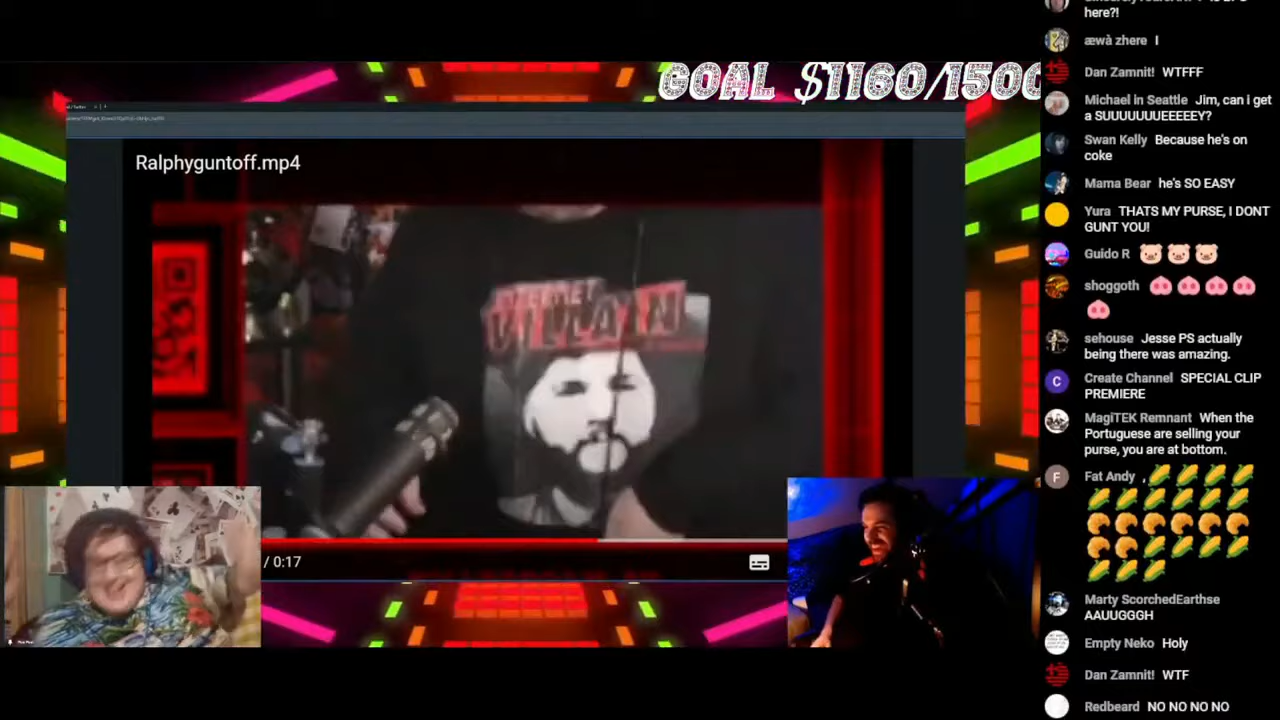 here?!
æwà zhere I
GOAL $1160/1500
Dan Zamnit! WTFFF
Michael in Seattle Jim, can i get
a SUUUUUUEEEEEY?
Swan Kelly Because he's on
coke
Ralphyguntoff.mp4
Mama Bear he's SO EASY
Yura THATS MY PURSE, I DONT
GUNT YOU!
Guido R
shoggoth
INTERNET
VILLAIN
sehouse Jesse PS actually
being there was amazing.
C Create Channel SPECIAL CLIP
PREMIERE
MagiTEK Remnant When the
Portuguese are selling your
purse, you are at bottom.
F Fat Andy ,
/ 0:17
Marty ScorchedEarthse
AAUUGGGH
Empty Neko Holy
Dan Zamnit! WTF
Redbeard NO NO NO NO